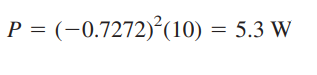 P = (−0.7272)²(10) = 5.3 W